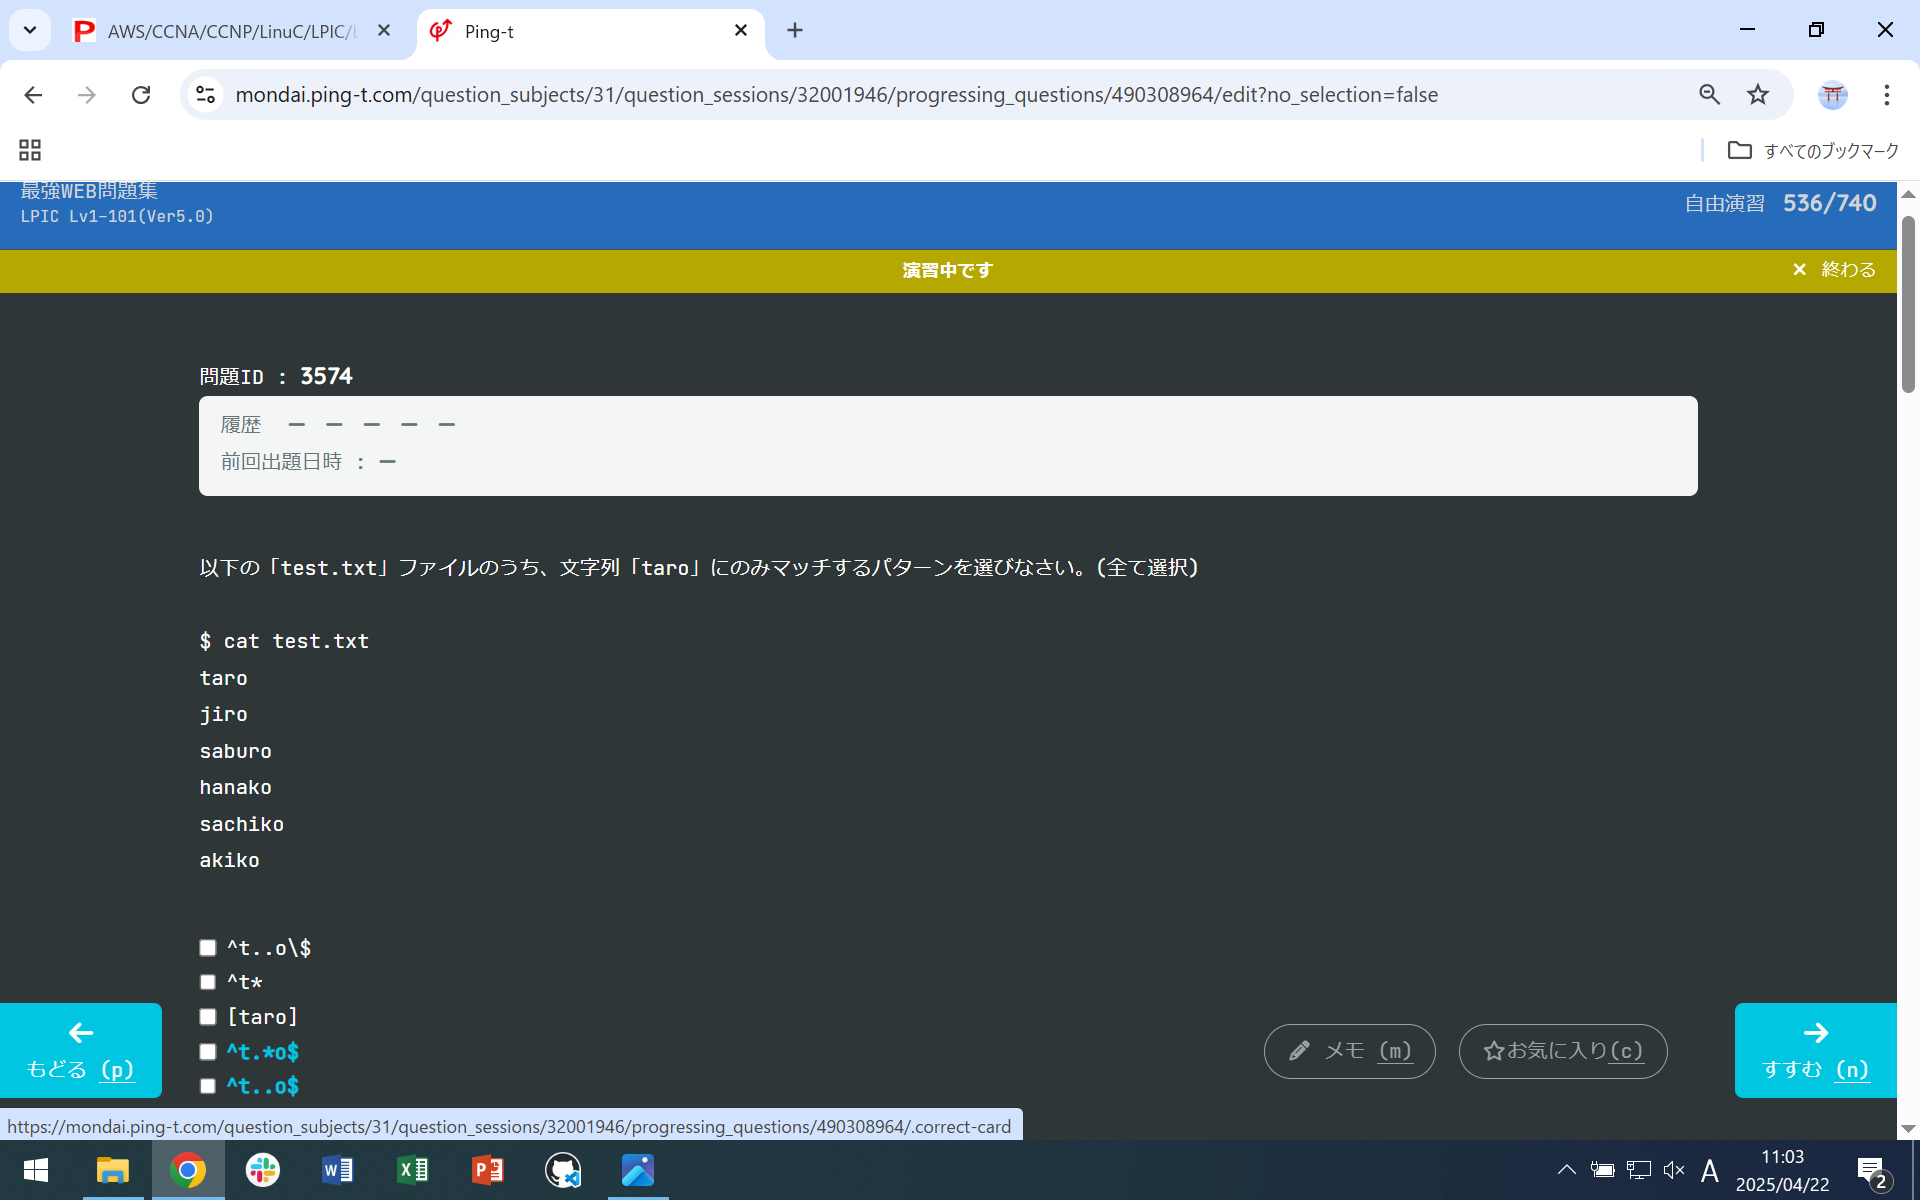 AWS/CCNA/CCNP/LinuC/LPIC/
Ping-t
mondai.ping-t.com/question_subjects/31/question_sessions/32001946/progressing_questions/490308964/edit?no_selection=false
すべてのブックマーク
最強WEB問題集
LPIC Lv1-101(Ver5.0)
自由演習 536/740
演習中です
× 終わる
問題ID : 3574
履歴 ー ー ー ー ー
前回出題日時 : ー
以下の「test.txt」ファイルのうち、文字列「taro」にのみマッチするパターンを選びなさい。(全て選択)
$ cat test.txt
taro
jiro
saburo
hanako
sachiko
akiko
^t..o\$
^t*
[taro]
^t.*o$
^t..o$
もどる (p)
メモ (m)
お気に入り(c)
すすむ (n)
https://mondai.ping-t.com/question_subjects/31/question_sessions/32001946/progressing_questions/490308964/.correct-card
A
11:03
2025/04/22
2